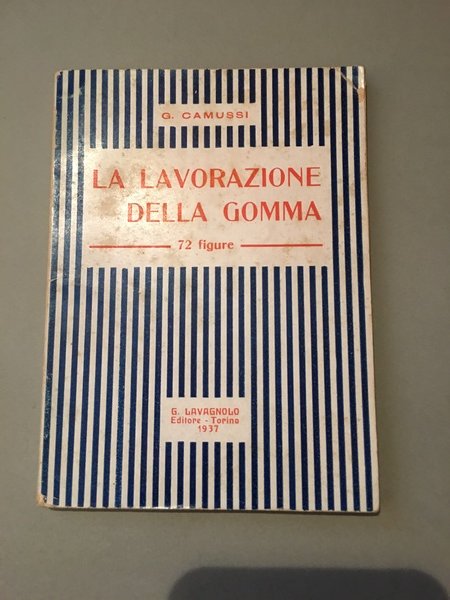 G. CAMUSSI
LA LAVORAZIONE
DELLA GOMMA
72 figure
G. LAVAGNOLO
Editore - Torino
1937